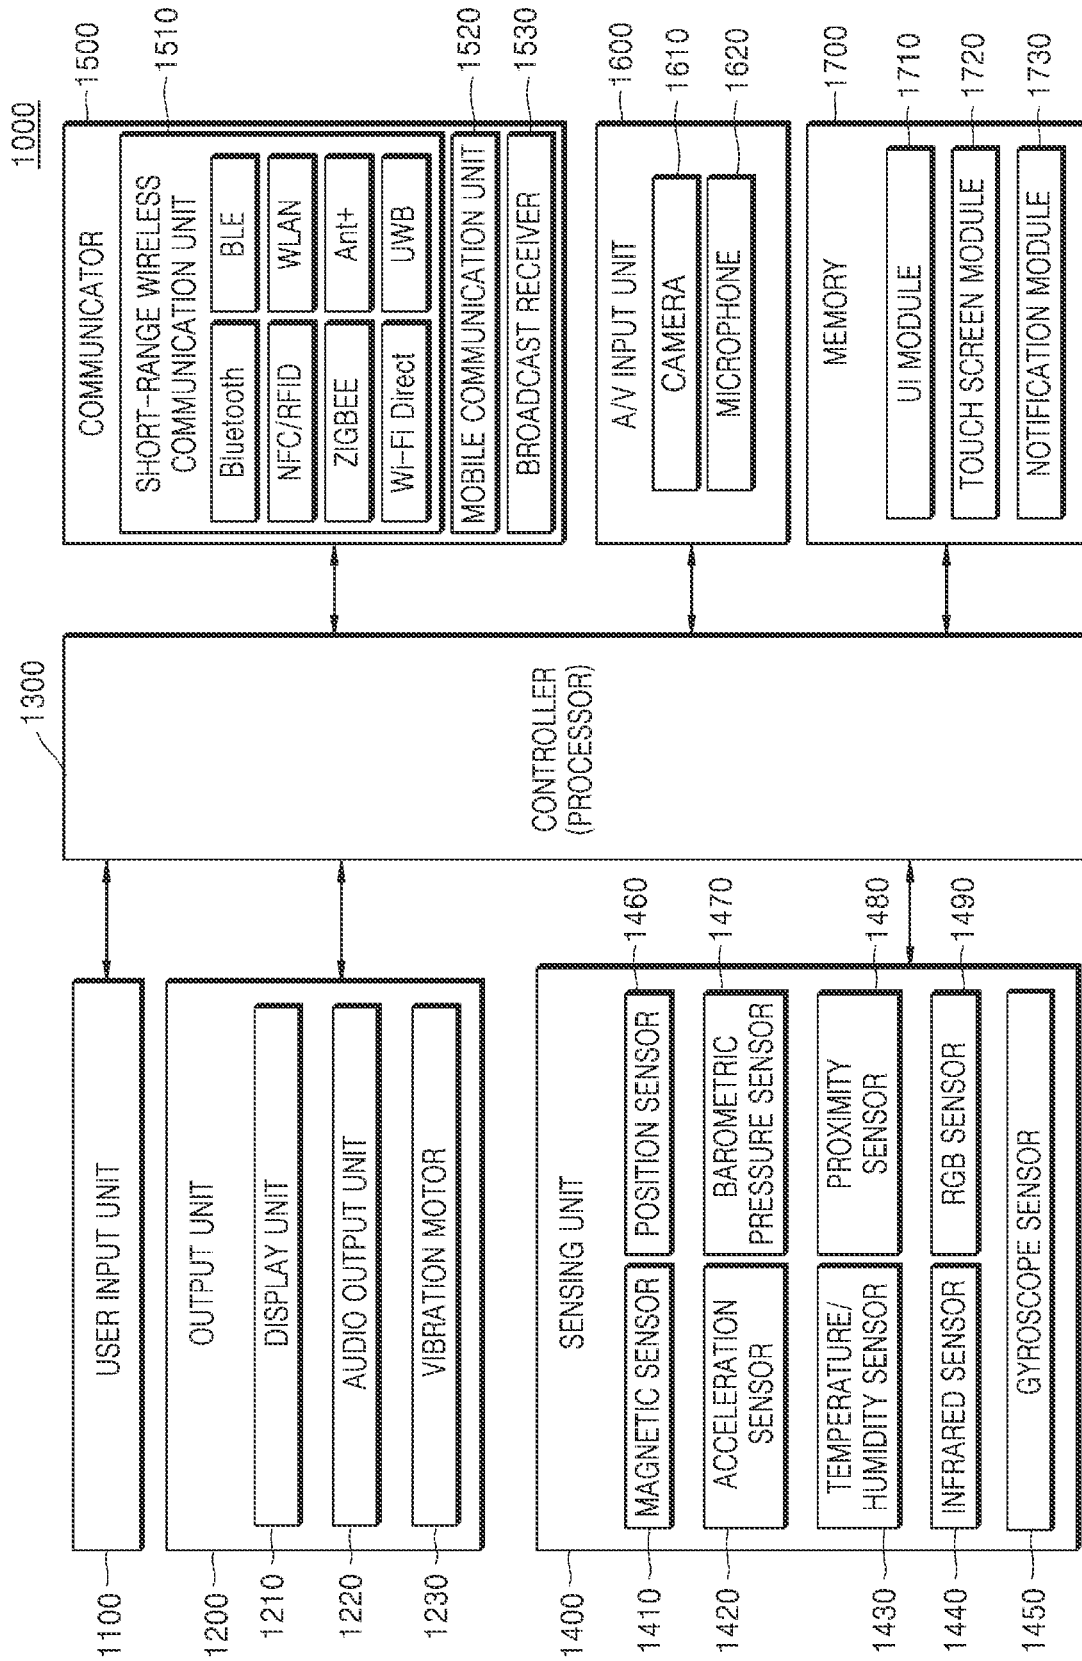 1000
1100
USER INPUT UNIT
1200
OUTPUT UNIT
1210
DISPLAY UNIT
1220
AUDIO OUTPUT UNIT
1230
VIBRATION MOTOR
1400
SENSING UNIT
1410
MAGNETIC SENSOR
POSITION SENSOR
1460
1420
ACCELERATION
SENSOR
BAROMETRIC
PRESSURE SENSOR
1470
1430
TEMPERATURE/
HUMIDITY SENSOR
PROXIMITY
SENSOR
1480
1440
INFRARED SENSOR
RGB SENSOR
1490
1450
GYROSCOPE SENSOR
1300
CONTROLLER
(PROCESSOR)
1500
COMMUNICATOR
1510
SHORT-RANGE WIRELESS
COMMUNICATION UNIT
Bluetooth
BLE
NFC/RFID
WLAN
ZIGBEE
Ant+
Wi-Fi Direct
UWB
MOBILE COMMUNICATION UNIT
1520
BROADCAST RECEIVER
1530
1600
A/V INPUT UNIT
CAMERA
1610
MICROPHONE
1620
1700
MEMORY
UI MODULE
1710
TOUCH SCREEN MODULE
1720
NOTIFICATION MODULE
1730